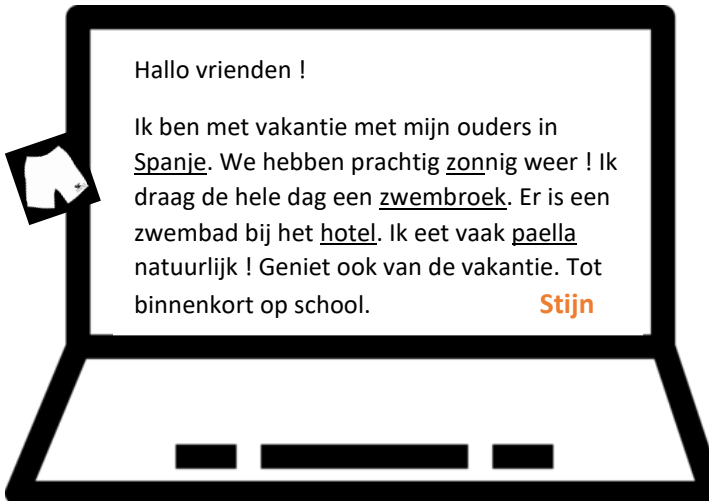 Hallo vrienden !
Ik ben met vakantie met mijn ouders in
Spanje. We hebben prachtig zonnig weer ! Ik
draag de hele dag een zwembroek. Er is een
zwembad bij het hotel. Ik eet vaak paella
natuurlijk ! Geniet ook van de vakantie. Tot
binnenkort op school. Stijn